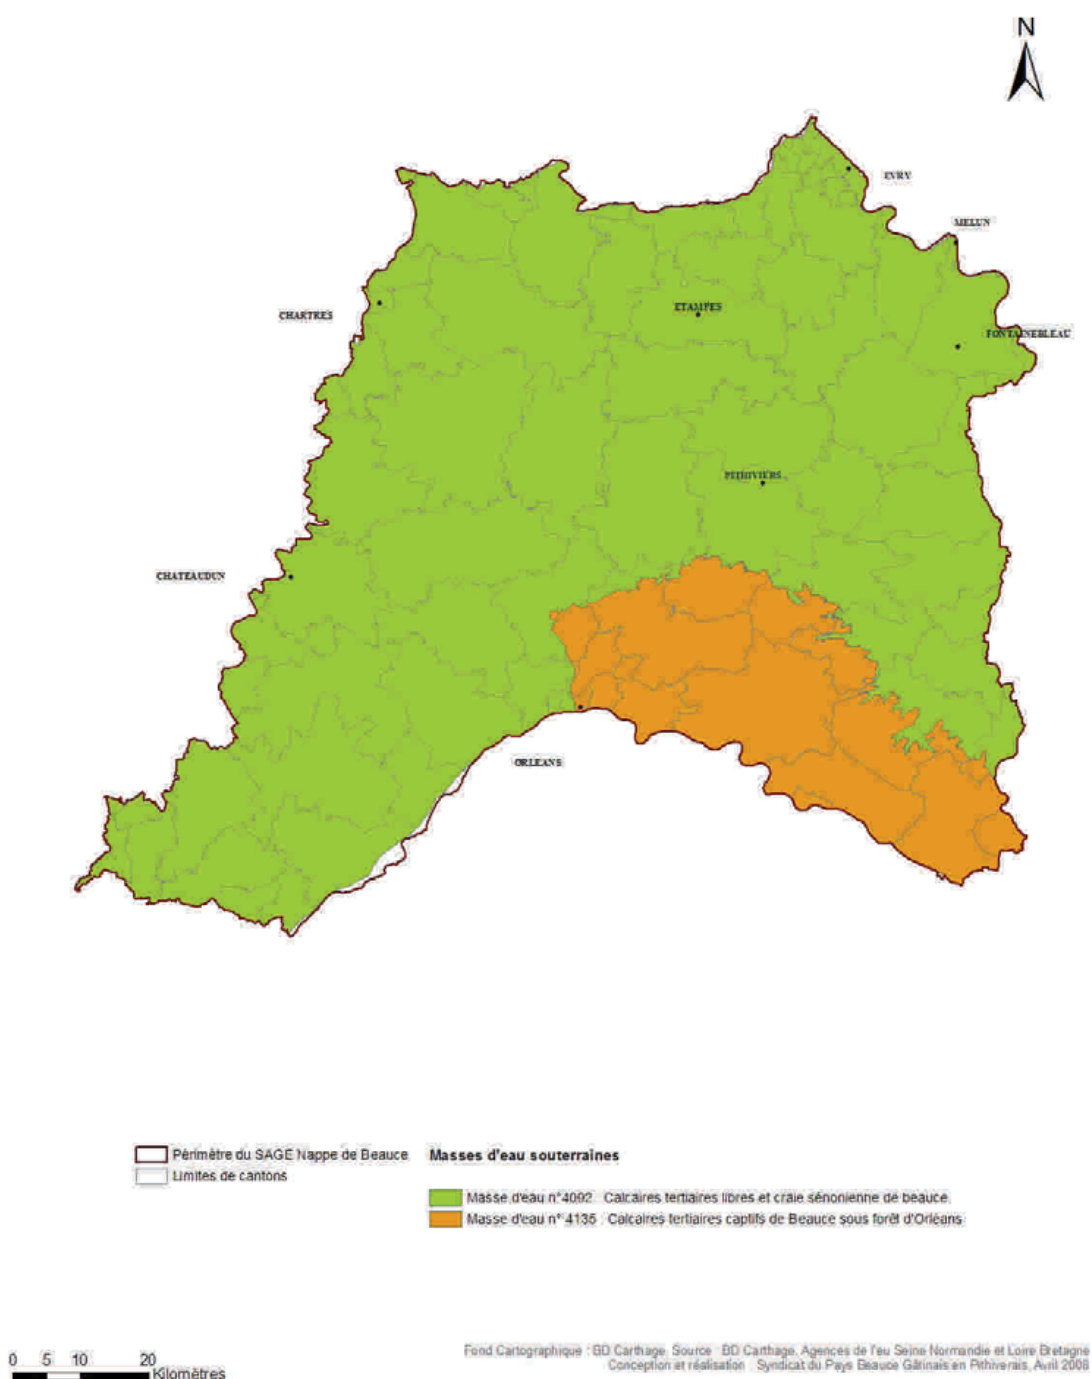 N
EVRY
MELUN
CHARTRES
ETAMPES
FONTAINEBLEAU
PITHIVIERS
CHATEAUDUN
ORLEANS
Périmètre du SAGE Nappe de Beauce
Limites de cantons
Masses d'eau souterraines
Masse d'eau n°4092 : Calcaires tertiaires libres et craie sénonienne de beauce
Masse d'eau n° 4135 : Calcaires tertiaires captifs de Beauce sous forêt d'Orléans
0 5 10 20
Kilomètres
Fond Cartographique : BD Carthage, Source : BD Carthage, Agences de l'eu Seine Normandie et Loire Bretagne
Conception et réalisation : Syndicat du Pays Beauce Gâtinais en Pithiverais, Avril 2008